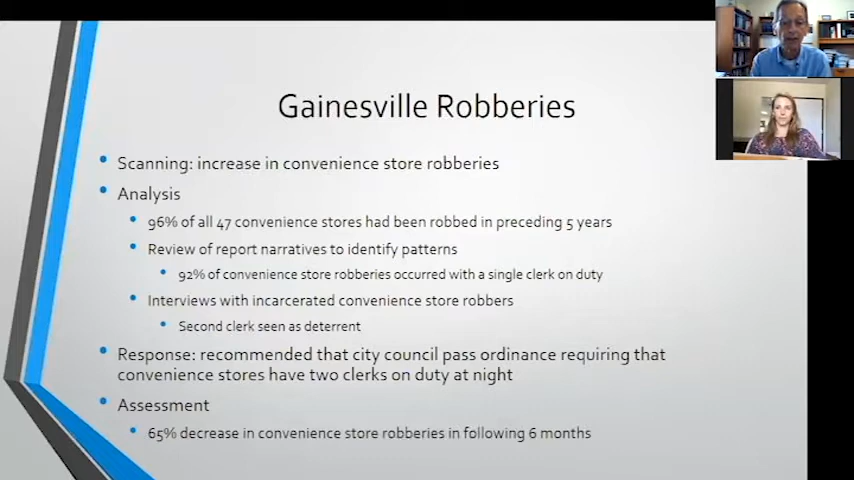 Gainesville Robberies
Scanning: increase in convenience store robberies
Analysis
96% of all 47 convenience stores had been robbed in preceding 5 years
Review of report narratives to identify patterns
92% of convenience store robberies occurred with a single clerk on duty
Interviews with incarcerated convenience store robbers
Second clerk seen as deterrent
Response: recommended that city council pass ordinance requiring that
convenience stores have two clerks on duty at night
Assessment
65% decrease in convenience store robberies in following 6 months